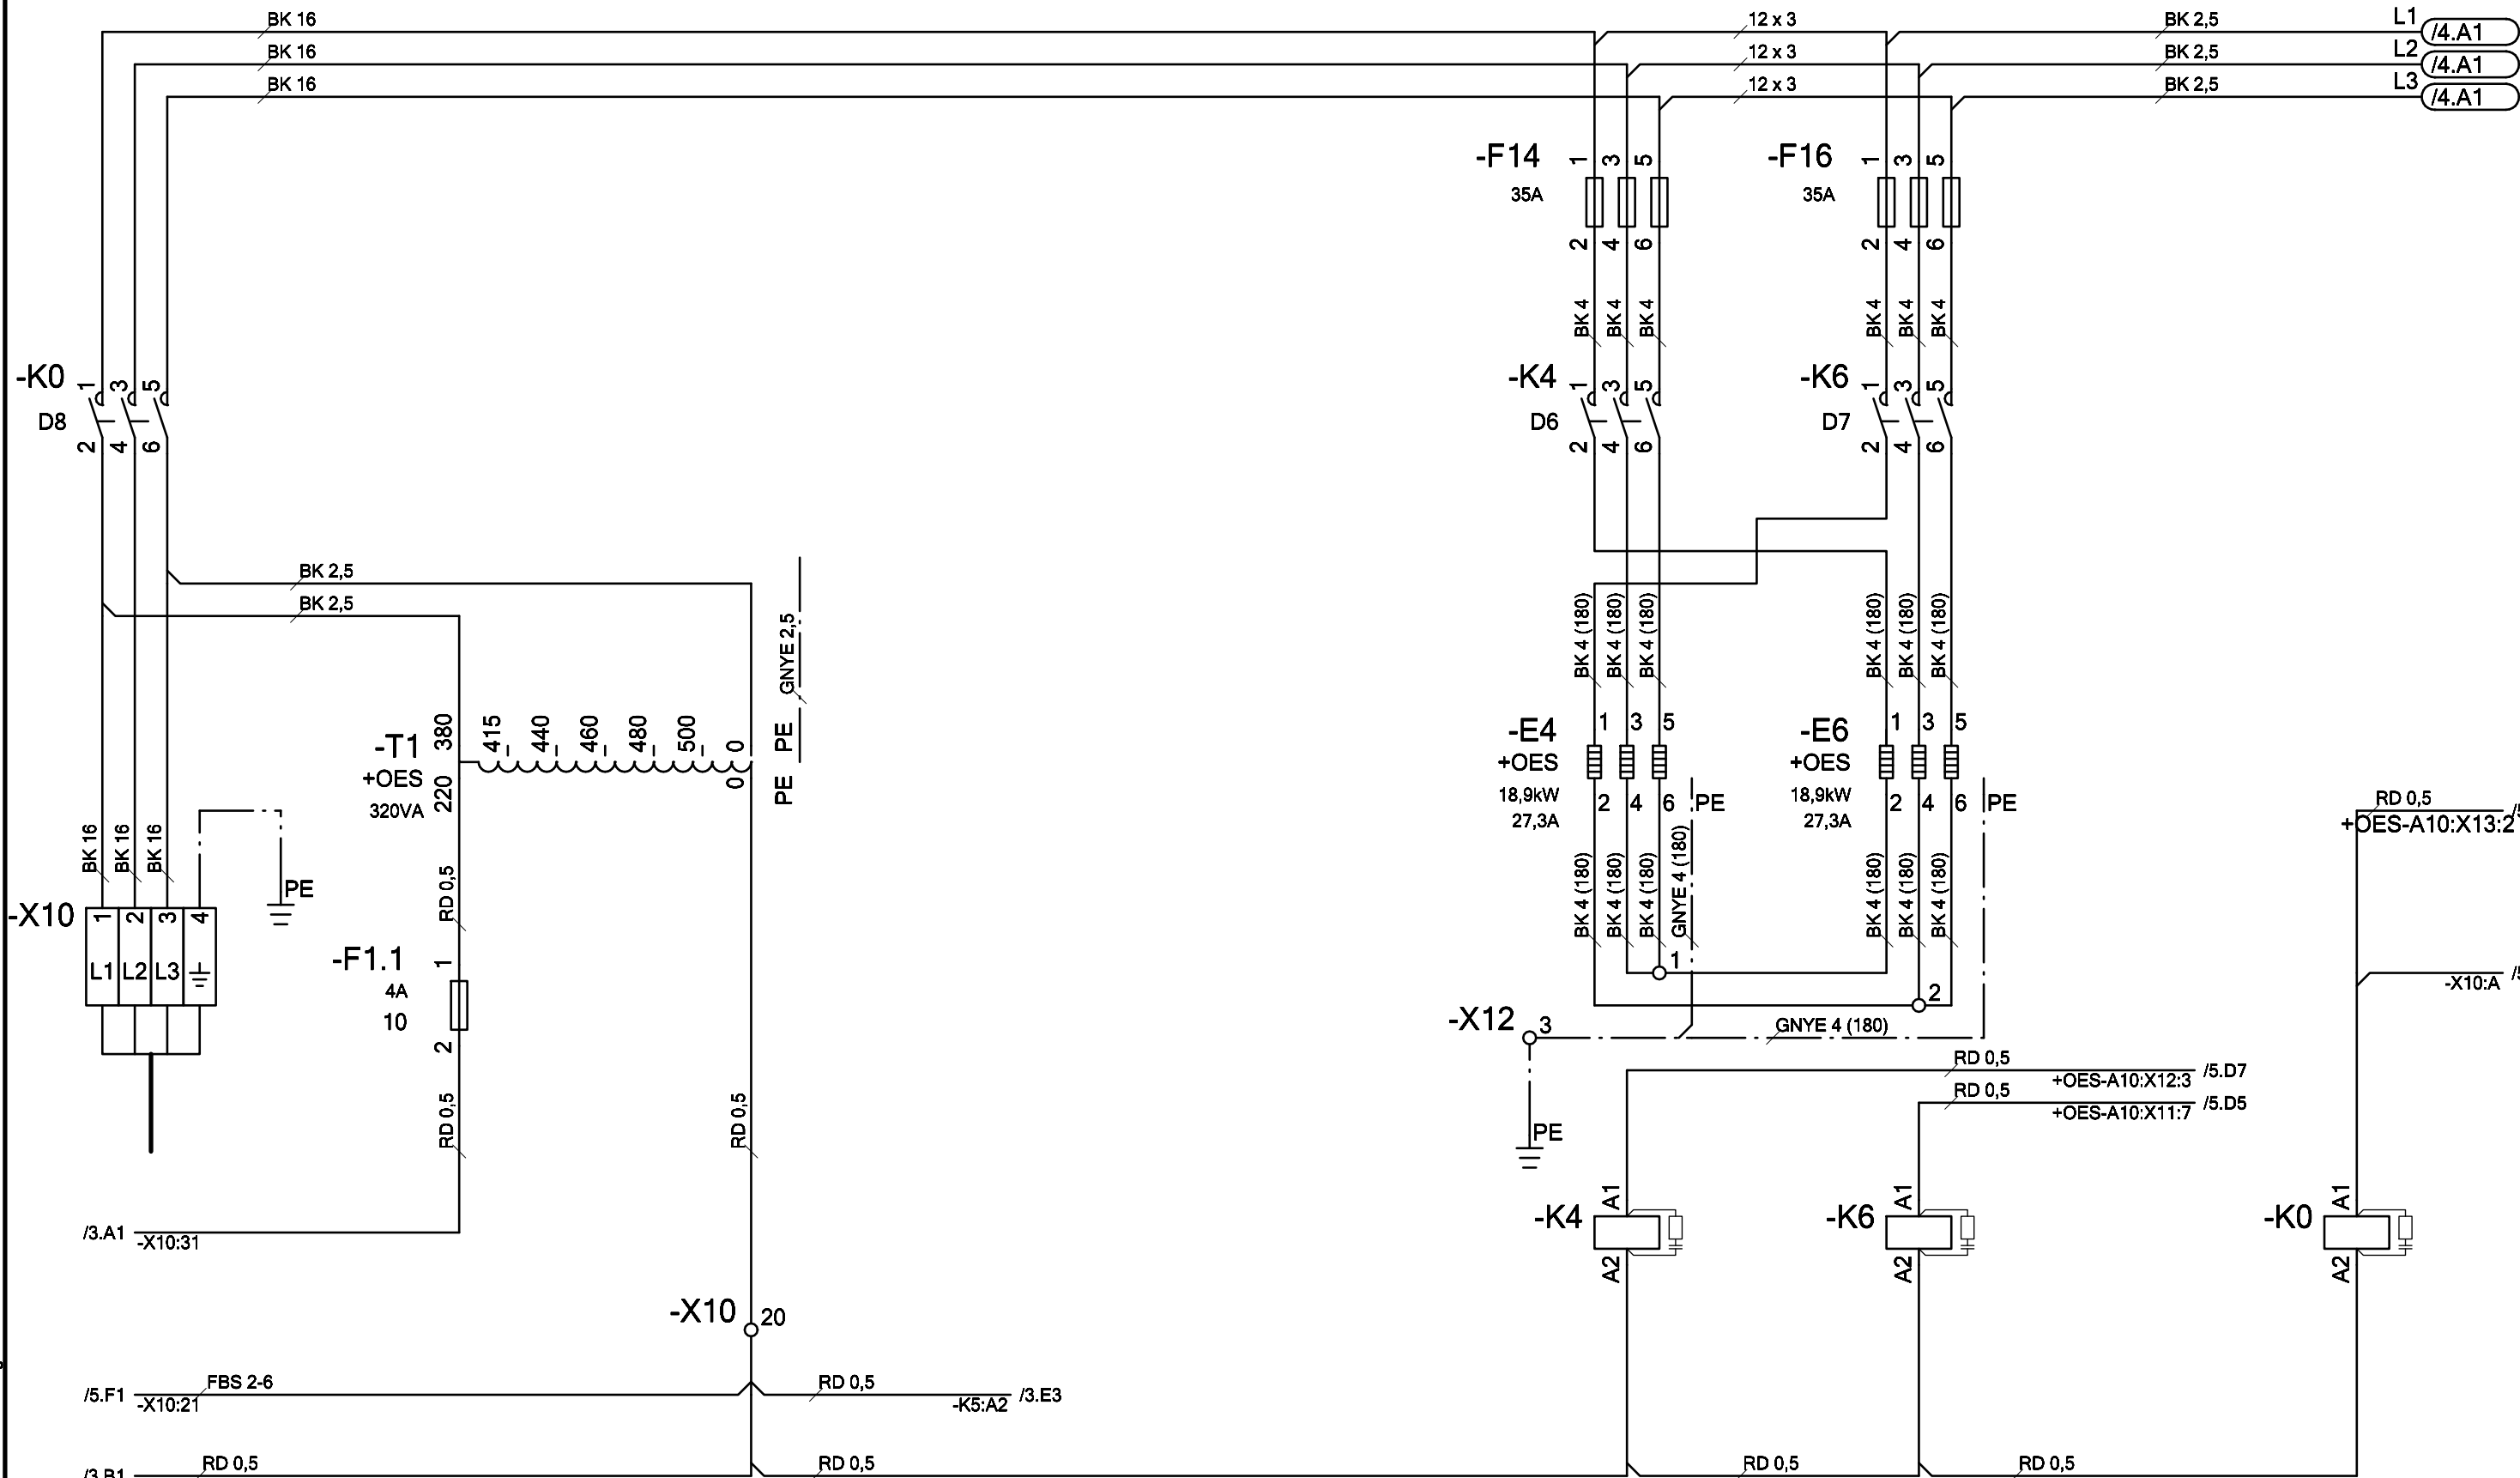 BK 16
12 x 3
BK 2,5
L1
/4.A1
BK 16
12 x 3
BK 2,5
L2
/4.A1
BK 16
12 x 3
BK 2,5
L3
/4.A1
-F14
1
3
5
35A
2
4
6
-F16
1
3
5
35A
2
4
6
BK 4
BK 4
BK 4
BK 4
BK 4
BK 4
-K0
1
3
5
D8
2
4
6
-K4
1
3
5
D6
2
4
6
-K6
1
3
5
D7
2
4
6
BK 2,5
BK 2,5
GNYE 2,5
BK 4 (180)
BK 4 (180)
BK 4 (180)
BK 4 (180)
BK 4 (180)
BK 4 (180)
-T1
+OES
320VA
380
220
415
440
460
480
500
0
0
PE
PE
-E4
+OES
18,9kW
27,3A
1
3
5
2
4
6
PE
-E6
+OES
18,9kW
27,3A
1
3
5
2
4
6
PE
RD 0,5
+OES-A10:X13:2
BK 16
BK 16
BK 16
PE
-X10
1
2
3
4
L1
L2
L3
RD 0,5
-F1.1
1
4A
10
2
BK 4 (180)
BK 4 (180)
BK 4 (180)
GNYE 4 (180)
BK 4 (180)
BK 4 (180)
BK 4 (180)
1
2
-X10:A
-X12
3
GNYE 4 (180)
PE
RD 0,5
+OES-A10:X12:3
/5.D7
RD 0,5
+OES-A10:X11:7
/5.D5
RD 0,5
RD 0,5
-K4
A1
A2
-K6
A1
A2
-K0
A1
A2
/3.A1
-X10:31
-X10
20
/5.F1
FBS 2-6
-X10:21
RD 0,5
-K5:A2
/3.E3
/3.B1
RD 0,5
RD 0,5
RD 0,5
RD 0,5